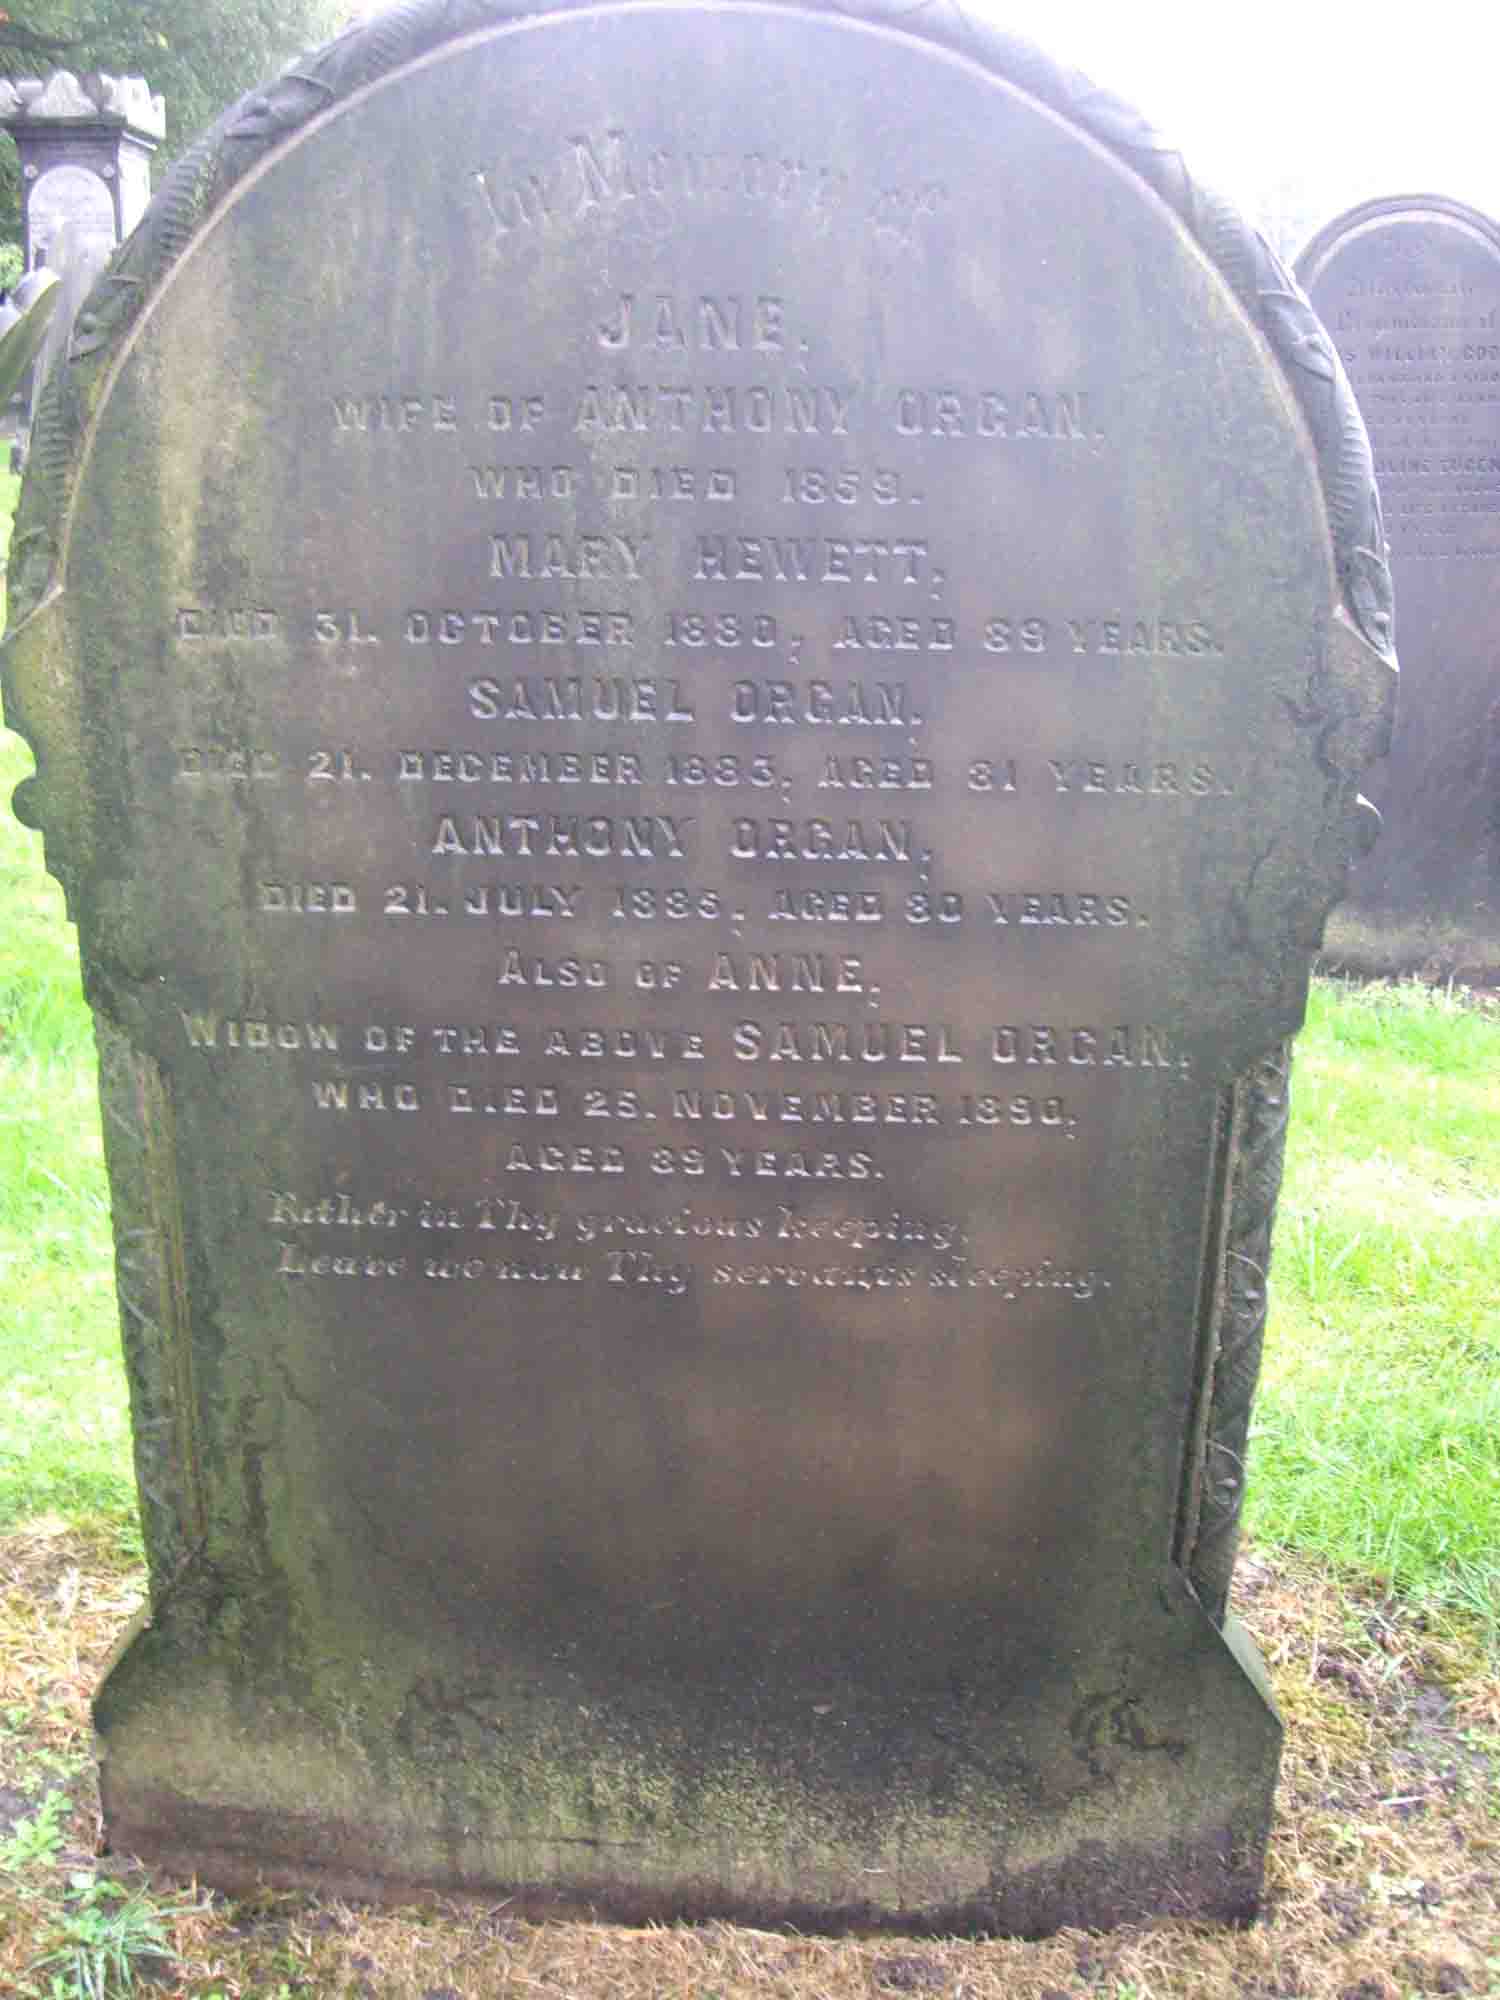 In Memory of
JANE,
WIFE OF ANTHONY ORGAN,
WHO DIED 1859.
MARY HEWETT,
DIED 31. OCTOBER 1880, AGED 89 YEARS.
SAMUEL ORGAN,
DIED 21. DECEMBER 1883, AGED 81 YEARS.
ANTHONY ORGAN,
DIED 21. JULY 1885, AGED 80 YEARS.
ALSO OF ANNE,
WIDOW OF THE ABOVE SAMUEL ORGAN,
WHO DIED 25. NOVEMBER 1890,
AGED 89 YEARS.
Father in Thy gracious keeping,
Leave we now Thy servants sleeping.